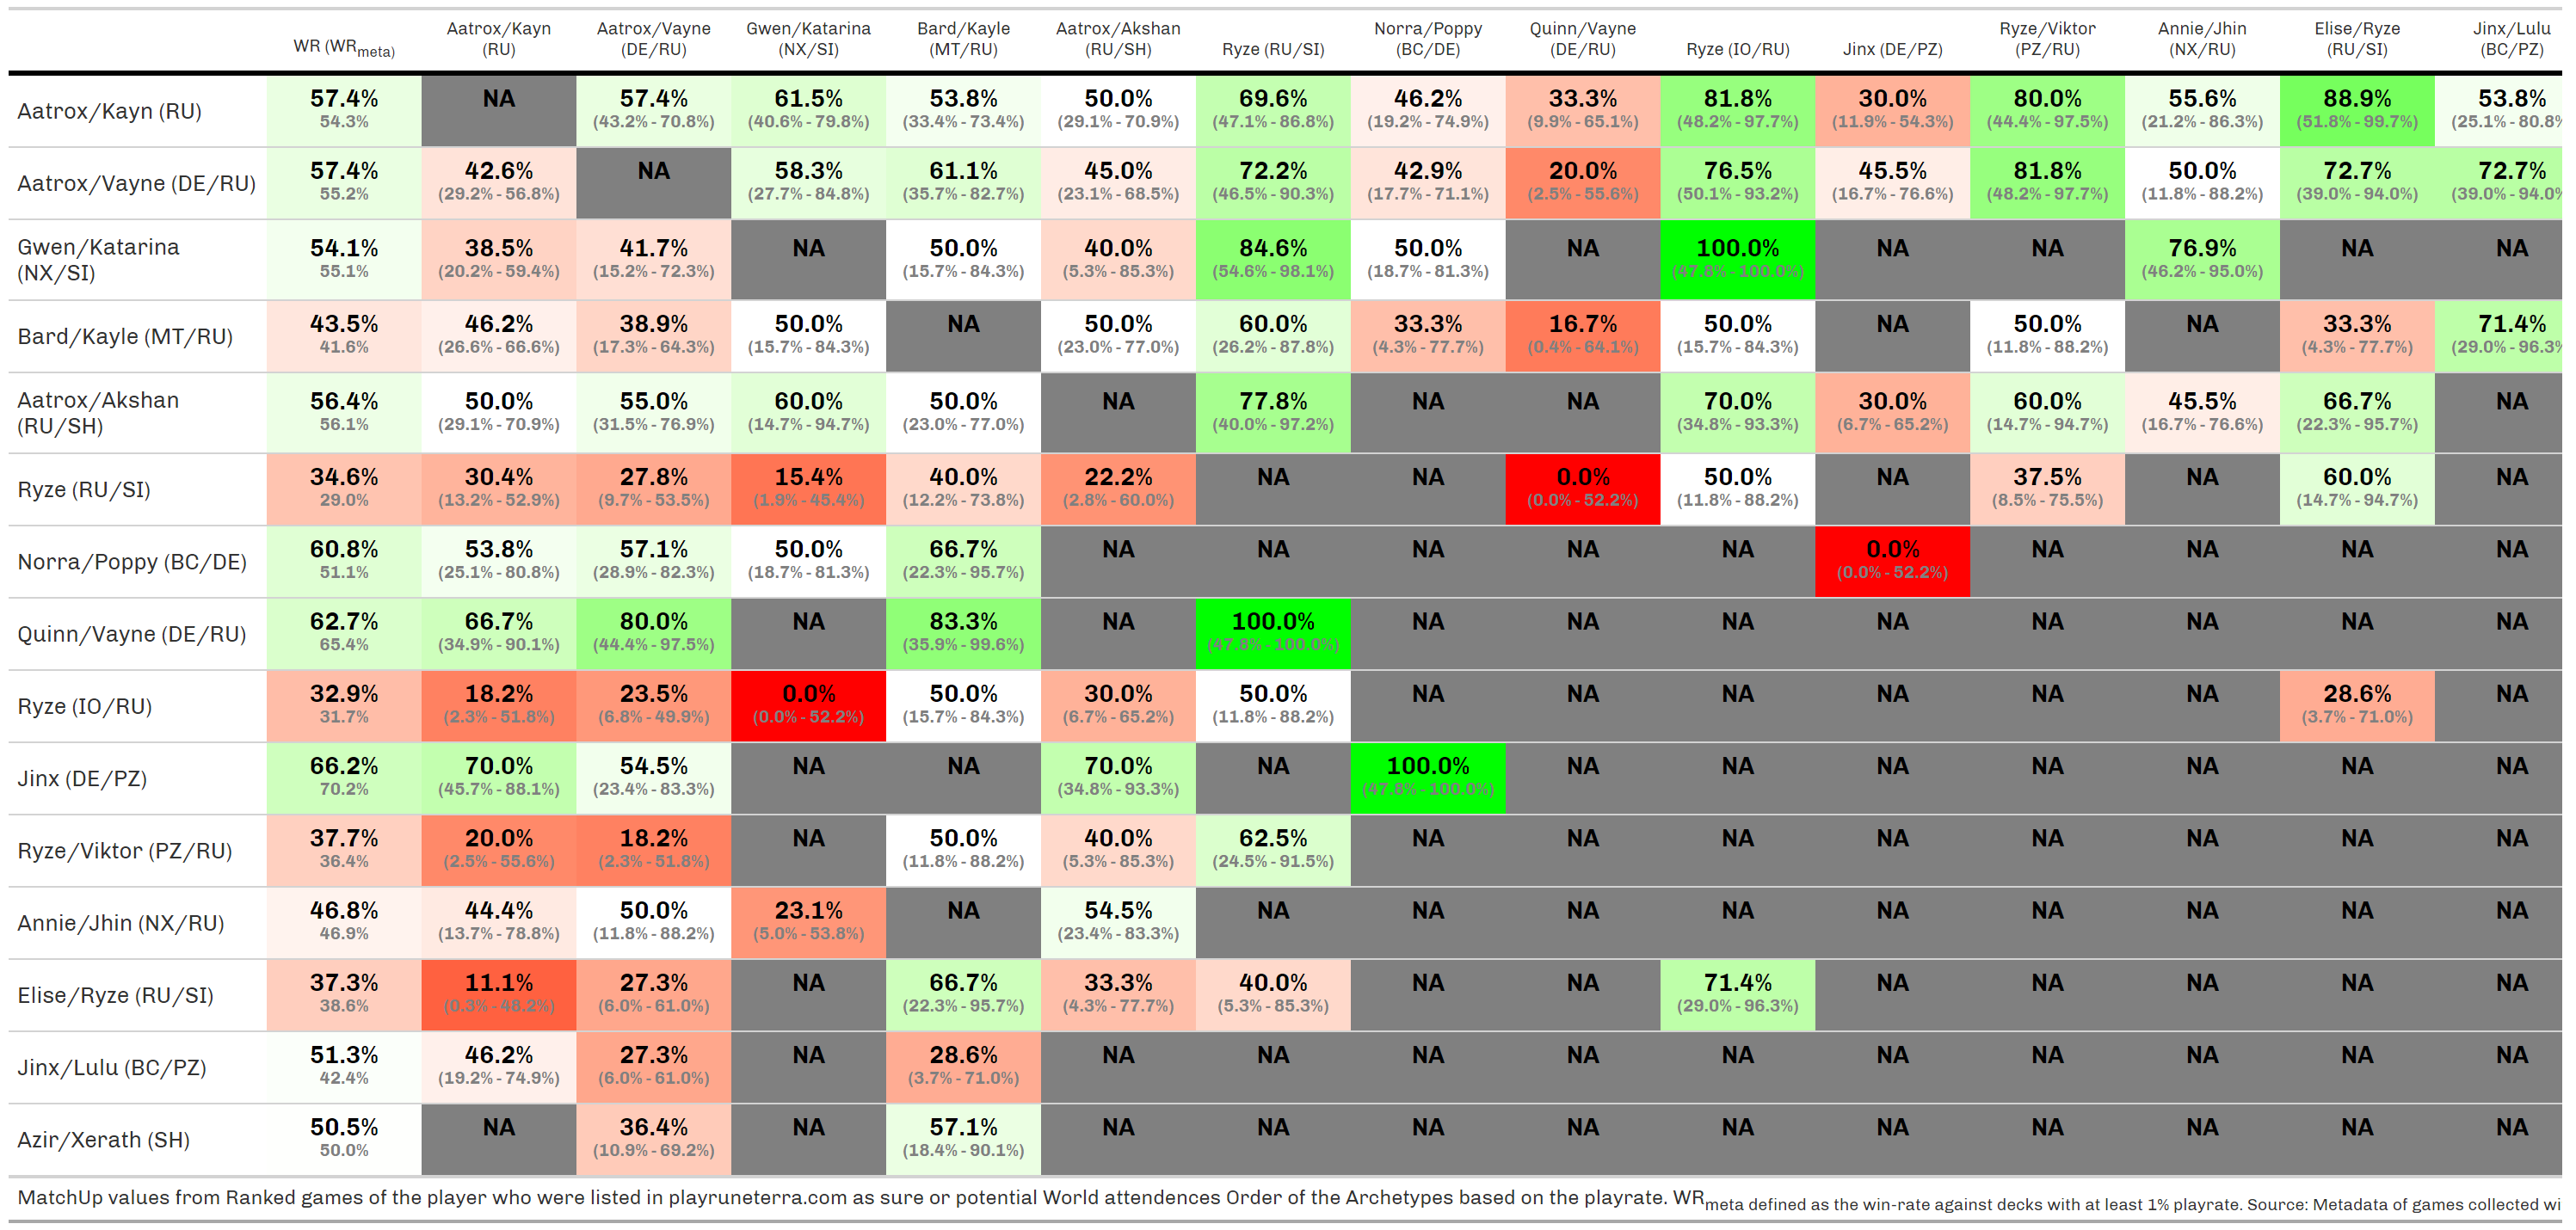 WR (WRmeta) Aatrox/Kayn (RU) Aatrox/Vayne (DE/RU) Gwen/Katarina (NX/SI) Bard/Kayle (MT/RU) Aatrox/Akshan (RU/SH) Ryze (RU/SI) Norra/Poppy (BC/DE) Quinn/Vayne (DE/RU) Ryze (IO/RU) Jinx (DE/PZ) Ryze/Viktor (PZ/RU) Annie/Jhin (NX/RU) Elise/Ryze (RU/SI) Jinx/Lulu (BC/PZ)
Aatrox/Kayn (RU) 57.4% NA 57.4% 61.5% 53.8% 50.0% 69.6% 46.2% 33.3% 81.8% 30.0% 80.0% 55.6% 88.9% 53.8%
54.3% (43.2% - 70.8%) (40.6% - 79.8%) (33.4% - 73.4%) (29.1% - 70.9%) (47.1% - 86.8%) (19.2% - 74.9%) (9.9% - 65.1%) (48.2% - 97.7%) (11.9% - 54.3%) (44.4% - 97.5%) (21.2% - 86.3%) (51.8% - 99.7%) (25.1% - 80.8%
Aatrox/Vayne (DE/RU) 57.4% 42.6% NA 58.3% 61.1% 45.0% 72.2% 42.9% 20.0% 76.5% 45.5% 81.8% 50.0% 72.7% 72.7%
55.2% (29.2% - 56.8%) (27.7% - 84.8%) (35.7% - 82.7%) (23.1% - 68.5%) (46.5% - 90.3%) (17.7% - 71.1%) (2.5% - 55.6%) (50.1% - 93.2%) (16.7% - 76.6%) (48.2% - 97.7%) (11.8% - 88.2%) (39.0% - 94.0%) (39.0% - 94.0%
Gwen/Katarina (NX/SI) 54.1% 38.5% 41.7% NA 50.0% 40.0% 84.6% 50.0% NA 100.0% NA NA 76.9% NA NA
55.1% (20.2% - 59.4%) (15.2% - 72.3%) (15.7% - 84.3%) (5.3% - 85.3%) (54.6% - 98.1%) (18.7% - 81.3%) (47.8% - 100.0%) (46.2% - 95.0%)
Bard/Kayle (MT/RU) 43.5% 46.2% 38.9% 50.0% NA 50.0% 60.0% 33.3% 16.7% 50.0% NA 50.0% NA 33.3% 71.4%
41.6% (26.6% - 66.6%) (17.3% - 64.3%) (15.7% - 84.3%) (23.0% - 77.0%) (26.2% - 87.8%) (4.3% - 77.7%) (0.4% - 64.1%) (15.7% - 84.3%) (11.8% - 88.2%) (4.3% - 77.7%) (29.0% - 96.3%
Aatrox/Akshan (RU/SH) 56.4% 50.0% 55.0% 60.0% 50.0% NA 77.8% NA NA 70.0% 30.0% 60.0% 45.5% 66.7% NA
56.1% (29.1% - 70.9%) (31.5% - 76.9%) (14.7% - 94.7%) (23.0% - 77.0%) (40.0% - 97.2%) (34.8% - 93.3%) (6.7% - 65.2%) (14.7% - 94.7%) (16.7% - 76.6%) (22.3% - 95.7%)
Ryze (RU/SI) 34.6% 30.4% 27.8% 15.4% 40.0% 22.2% NA NA 0.0% 50.0% NA 37.5% NA 60.0% NA
29.0% (13.2% - 52.9%) (9.7% - 53.5%) (1.9% - 45.4%) (12.2% - 73.8%) (2.8% - 60.0%) (0.0% - 52.2%) (11.8% - 88.2%) (8.5% - 75.5%) (14.7% - 94.7%)
Norra/Poppy (BC/DE) 60.8% 53.8% 57.1% 50.0% 66.7% NA NA NA NA NA 0.0% NA NA NA NA
51.1% (25.1% - 80.8%) (28.9% - 82.3%) (18.7% - 81.3%) (22.3% - 95.7%) (0.0% - 52.2%)
Quinn/Vayne (DE/RU) 62.7% 66.7% 80.0% NA 83.3% NA 100.0% NA NA NA NA NA NA NA NA
65.4% (34.9% - 90.1%) (44.4% - 97.5%) (35.9% - 99.6%) (47.8% - 100.0%)
Ryze (IO/RU) 32.9% 18.2% 23.5% 0.0% 50.0% 30.0% 50.0% NA NA NA NA NA NA 28.6% NA
31.7% (2.3% - 51.8%) (6.8% - 49.9%) (0.0% - 52.2%) (15.7% - 84.3%) (6.7% - 65.2%) (11.8% - 88.2%) (3.7% - 71.0%)
Jinx (DE/PZ) 66.2% 70.0% 54.5% NA NA 70.0% NA 100.0% NA NA NA NA NA NA NA
70.2% (45.7% - 88.1%) (23.4% - 83.3%) (34.8% - 93.3%) (47.8% - 100.0%)
Ryze/Viktor (PZ/RU) 37.7% 20.0% 18.2% NA 50.0% 40.0% 62.5% NA NA NA NA NA NA NA NA
36.4% (2.5% - 55.6%) (2.3% - 51.8%) (11.8% - 88.2%) (5.3% - 85.3%) (24.5% - 91.5%)
Annie/Jhin (NX/RU) 46.8% 44.4% 50.0% 23.1% NA 54.5% NA NA NA NA NA NA NA NA NA
46.9% (13.7% - 78.8%) (11.8% - 88.2%) (5.0% - 53.8%) (23.4% - 83.3%)
Elise/Ryze (RU/SI) 37.3% 11.1% 27.3% NA 66.7% 33.3% 40.0% NA NA 71.4% NA NA NA NA NA
38.6% (0.3% - 48.2%) (6.0% - 61.0%) (22.3% - 95.7%) (4.3% - 77.7%) (5.3% - 85.3%) (29.0% - 96.3%)
Jinx/Lulu (BC/PZ) 51.3% 46.2% 27.3% NA 28.6% NA NA NA NA NA NA NA NA NA NA
42.4% (19.2% - 74.9%) (6.0% - 61.0%) (3.7% - 71.0%)
Azir/Xerath (SH) 50.5% NA 36.4% NA 57.1% NA NA NA NA NA NA NA NA NA NA
50.0% (10.9% - 69.2%) (18.4% - 90.1%)
MatchUp values from Ranked games of the player who were listed in playruneterra.com as sure or potential World attendences Order of the Archetypes based on the playrate. WRmeta defined as the win-rate against decks with at least 1% playrate. Source: Metadata of games collected wi